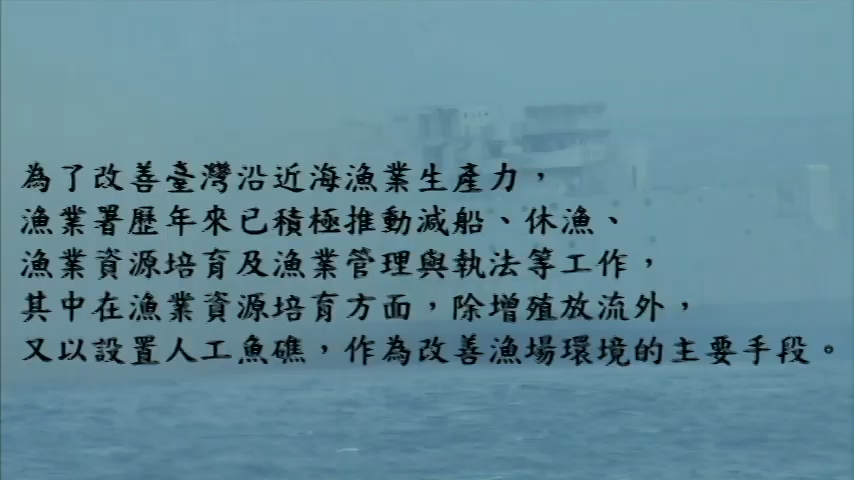 為了改善臺灣沿近海漁業生產力，
漁業署歷年來已積極推動減船、休漁、
漁業資源培育及漁業管理與執法等工作，
其中在漁業資源培育方面，除增殖放流外，
又以設置人工魚礁，作為改善漁場環境的主要手段。